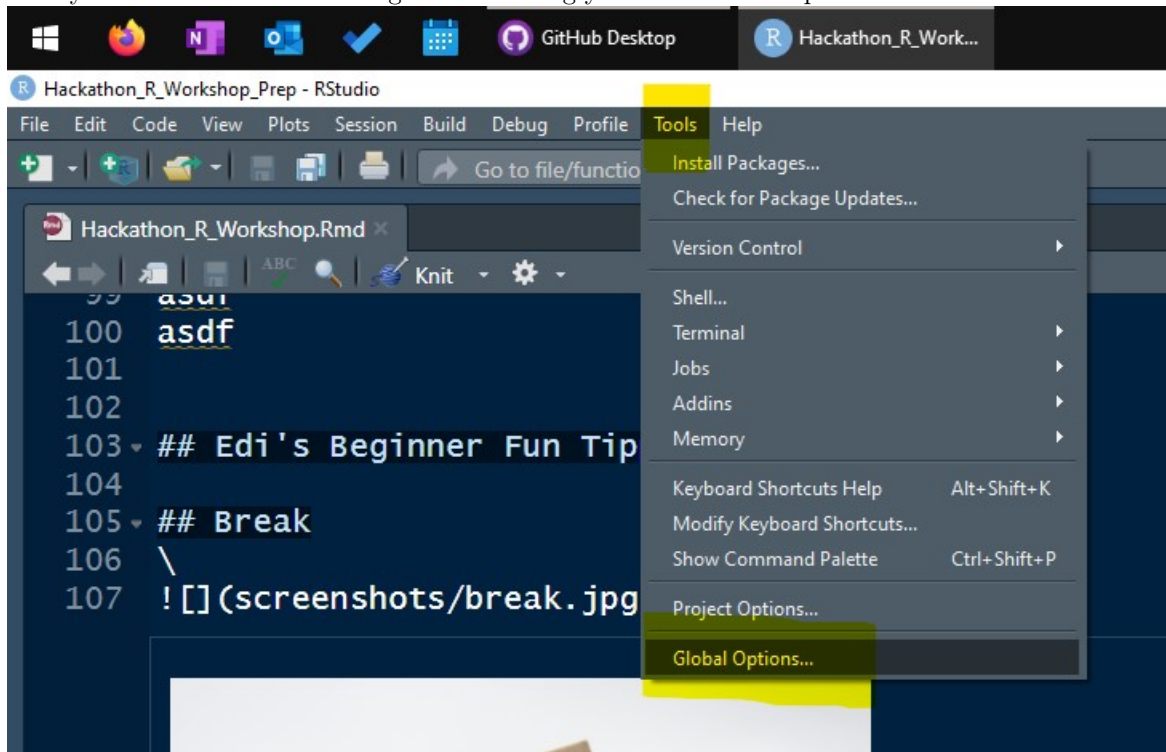 GitHub Desktop
Hackathon_R_Work...
Hackathon_R_Workshop_Prep - RStudio
File Edit Code View Plots Session Build Debug Profile Tools Help
Go to file/functio
Install Packages...
Check for Package Updates...
Version Control
Shell...
Terminal
Jobs
Addins
Memory
Keyboard Shortcuts Help Alt+Shift+K
Modify Keyboard Shortcuts...
Show Command Palette Ctrl+Shift+P
Project Options...
Global Options...
Hackathon_R_Workshop.Rmd
ABC Knit
99 asdf
100 asdf
101
102
103 ## Edi's Beginner Fun Tip
104
105 ## Break
106 \
107 ![](screenshots/break.jpg